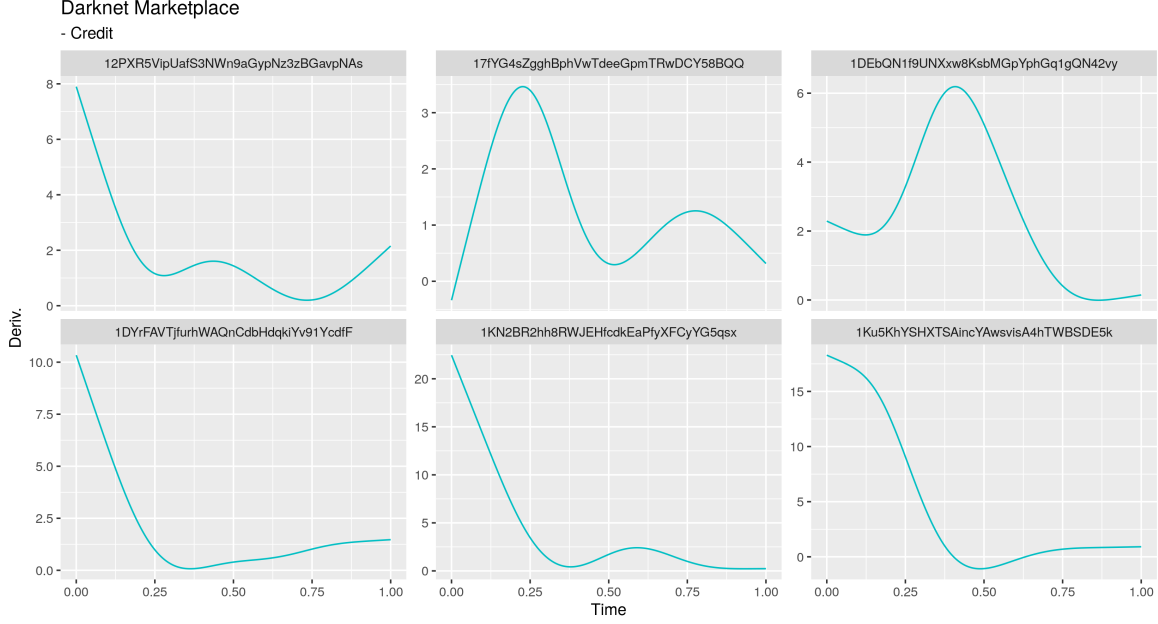 Darknet Marketplace
- Credit
12PXR5VipUafS3NWn9aGypNz3zBGavpNAs
17fYG4sZgghBphVwTdeeGpmTRwDCY58BQQ
1DEbQN1f9UNXxw8KsbMGpYphGq1gQN42vy
8
6
4
2
0
3
2
1
0
6
4
2
0
Deriv.
1DYrFAVTjfurhWAQnCdbHdqkiYv91YcdfF
1KN2BR2hh8RWJEHfcdkEaPfyXFCyYG5qsx
1Ku5KhYSHXTSAincYAwsvisA4hTWBSDE5k
10.0
7.5
5.0
2.5
0.0
20
15
10
5
0
15
10
5
0
0.00 0.25 0.50 0.75 1.00
0.00 0.25 0.50 0.75 1.00
0.00 0.25 0.50 0.75 1.00
Time